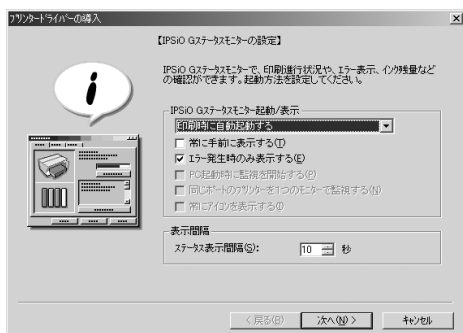 プリンタードライバーの導入
【IPSiO Gステータスモニターの設定】
IPSiO Gステータスモニターで、印刷進行状況や、エラー表示、インク残量など
の確認ができます。起動方法を設定してください。
IPSiO Gステータスモニター起動/表示
印刷時に自動起動する
常に手前に表示する(T)
エラー発生時のみ表示する(E)
PC起動時に監視を開始する(P)
同じポートのプリンターを1つのモニターで監視する(N)
常にアイコンを表示する(I)
表示間隔
ステータス表示間隔(S): 10 秒
< 戻る(B) 次へ(N) > キャンセル